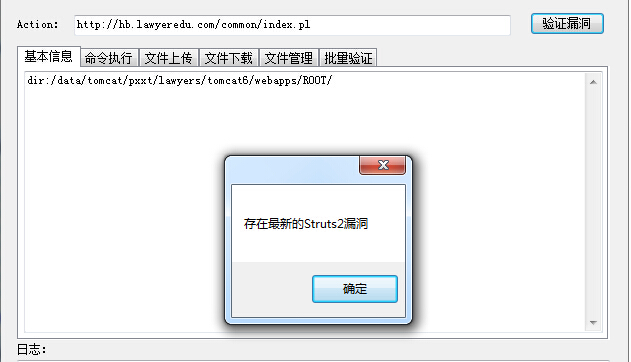 Action: http://hb.lawyeredu.com/common/index.pl 验证漏洞
基本信息 命令执行 文件上传 文件下载 文件管理 批量验证
dir:/data/tomcat/pxxt/lawyers/tomcat6/webapps/ROOT/
存在最新的Struts2漏洞
确定
日志：